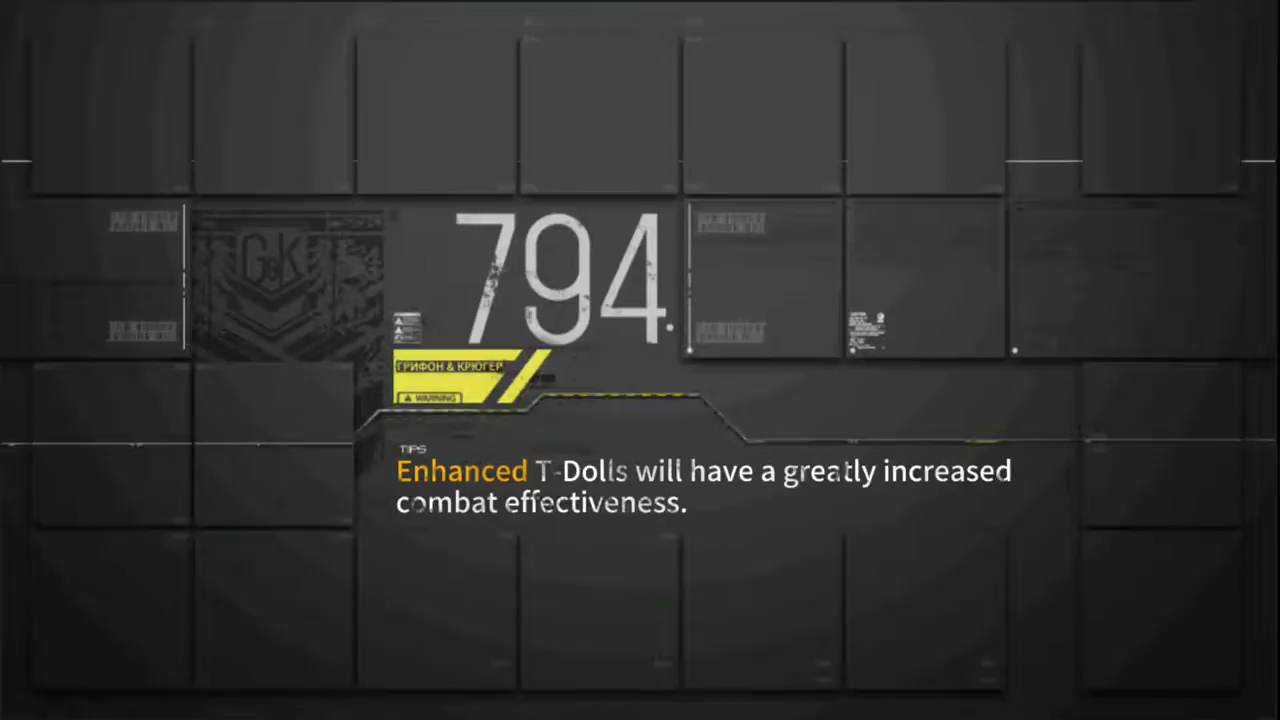 G&K
794.
ГРИФОН & КРЮГЕР
WARNING
TIPS
Enhanced T-Dolls will have a greatly increased
combat effectiveness.